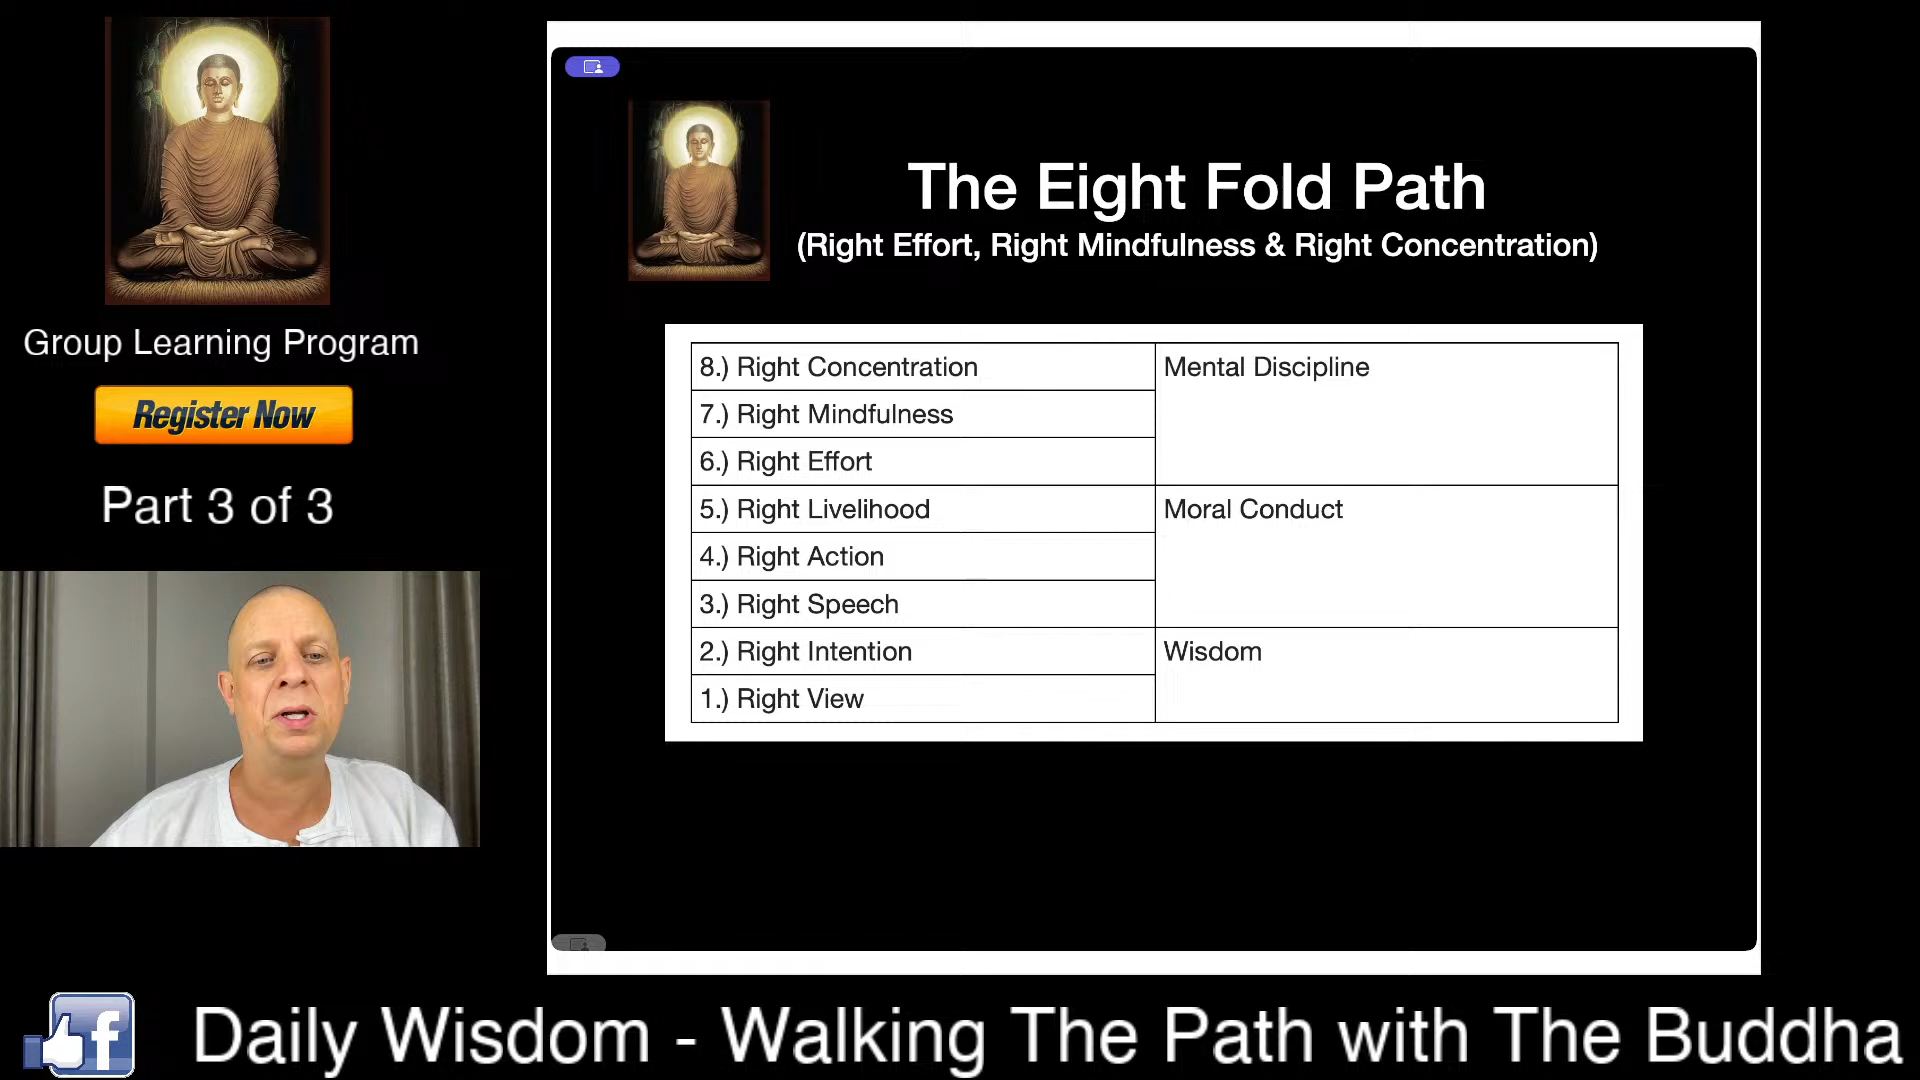 Group Learning Program
Register Now
Part 3 of 3
The Eight Fold Path
(Right Effort, Right Mindfulness & Right Concentration)
8.) Right Concentration
Mental Discipline
7.) Right Mindfulness
6.) Right Effort
5.) Right Livelihood
Moral Conduct
4.) Right Action
3.) Right Speech
2.) Right Intention
Wisdom
1.) Right View
f
Daily Wisdom - Walking The Path with The Buddha